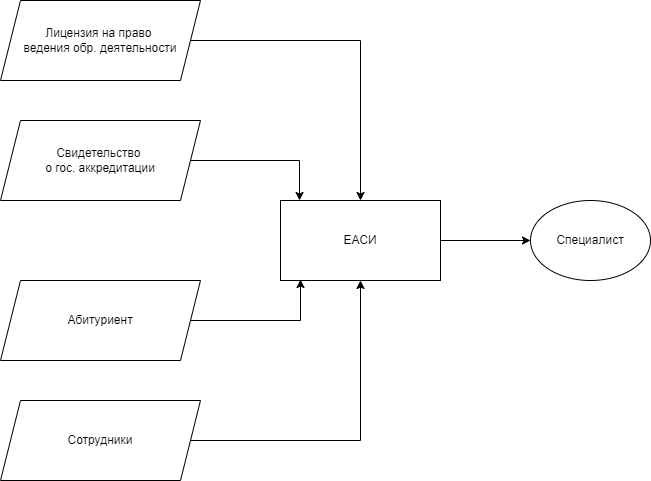 Лицензия на право
ведения обр. деятельности
Свидетельство
о гос. аккредитации
ЕАСИ
Специалист
Абитуриент
Сотрудники